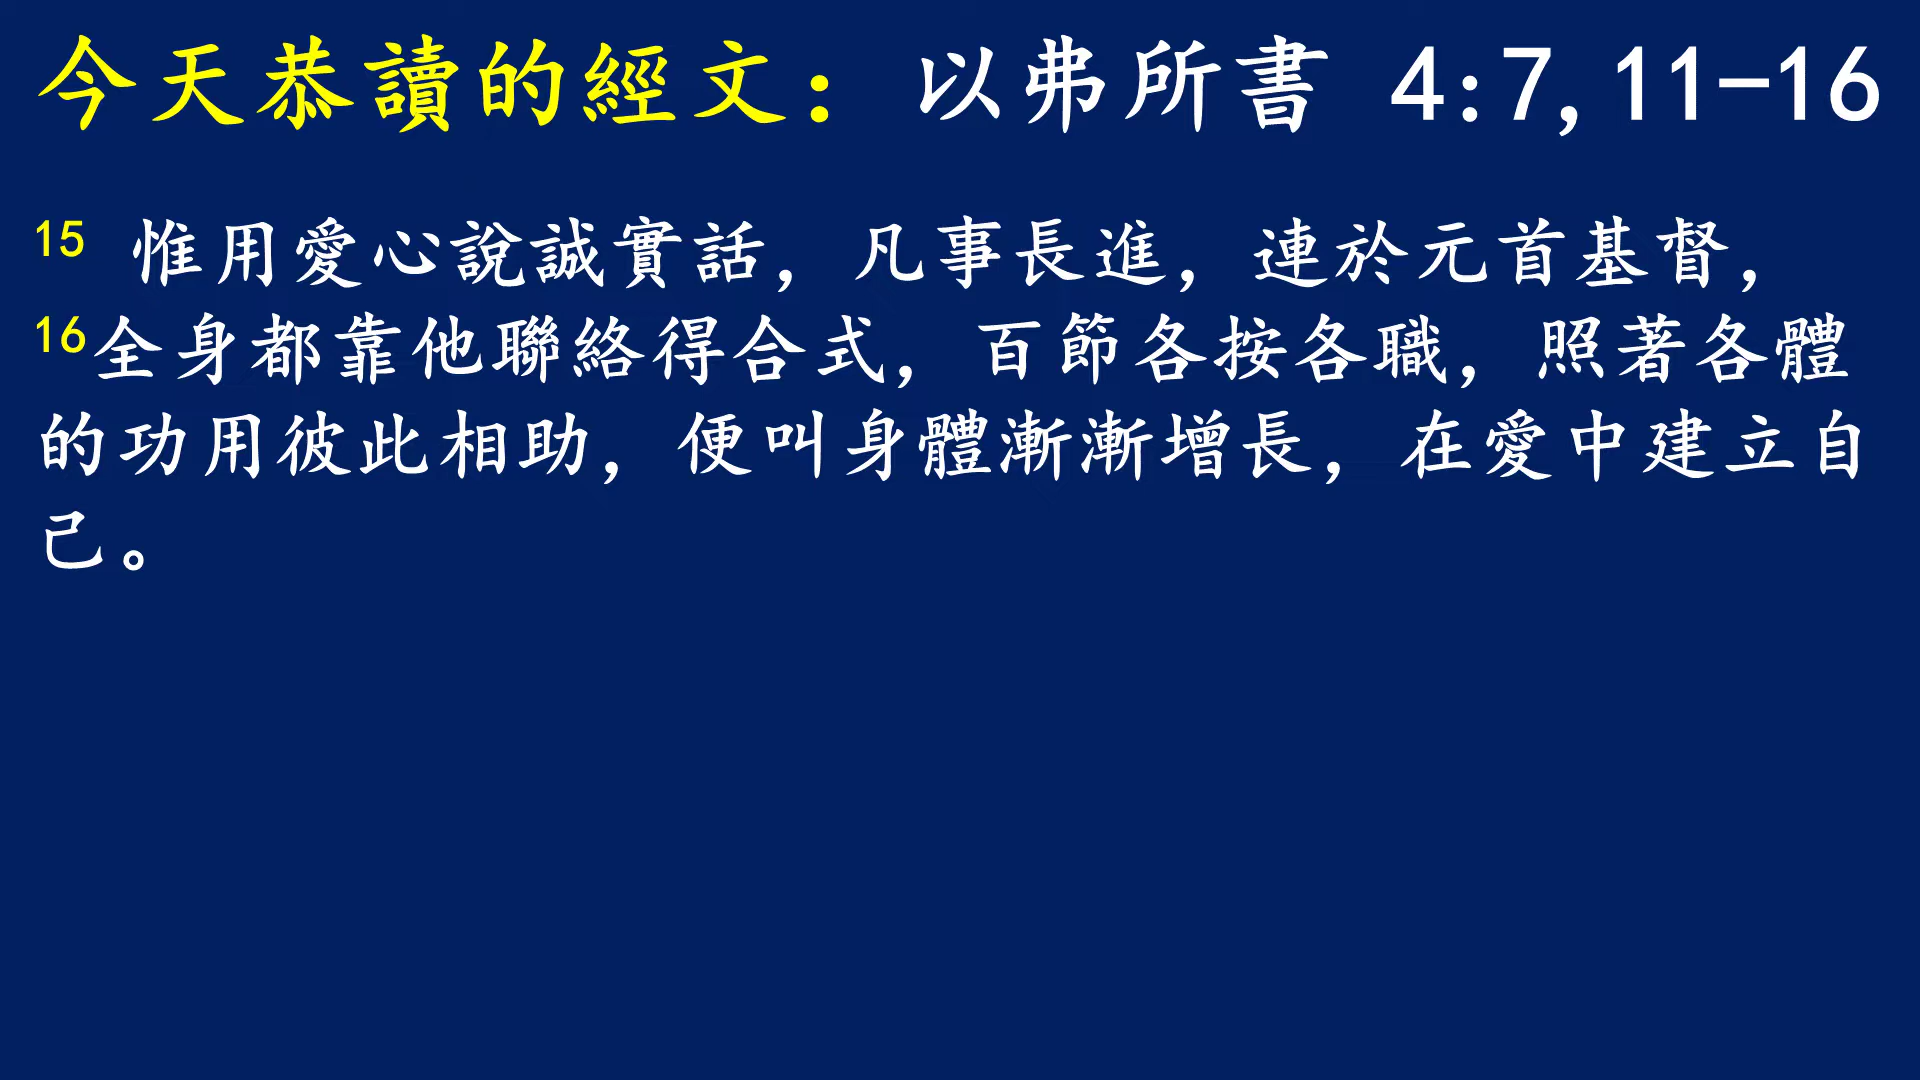 今天恭讀的經文： 以弗所書 4:7,11-16
15 惟用愛心說誠實話，凡事長進，連於元首基督，
16全身都靠他聯絡得合式，百節各按各職，照著各體
的功用彼此相助，便叫身體漸漸增長，在愛中建立自
己。